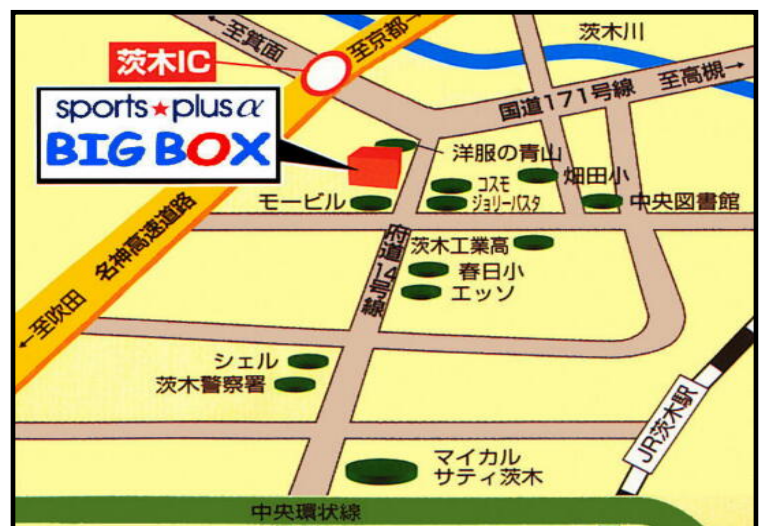 ←至箕面
至京都→
茨木川
茨木IC
国道171号線 至高槻→
sports★plusα
BIG BOX
洋服の青山
コスモ
ジョリーパスタ
畑田小
モービル
中央図書館
名神高速道路
←至吹田
府道14号線
茨木工業高
春日小
エッソ
シェル
茨木警察署
JR茨木駅
マイカル
サティ茨木
中央環状線